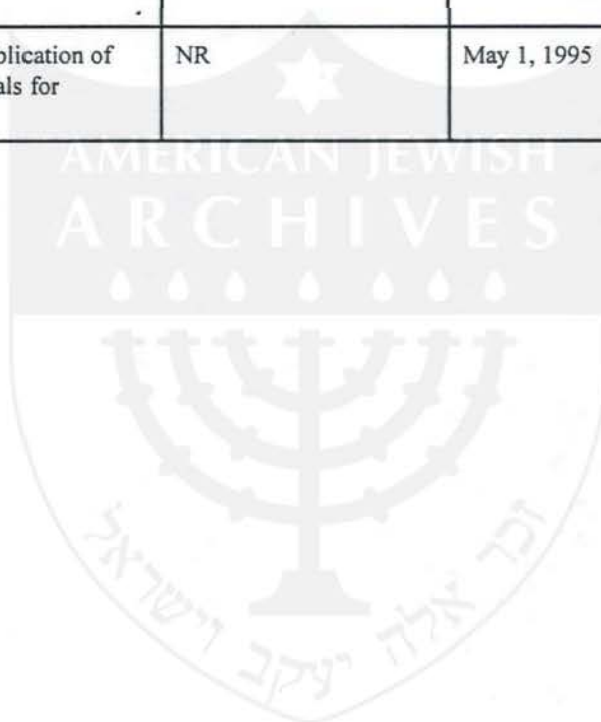 plication of NR May 1, 1995
als for
AMERICAN JEWISH
ARCHIVES
זכר אלה יעקב וישראל